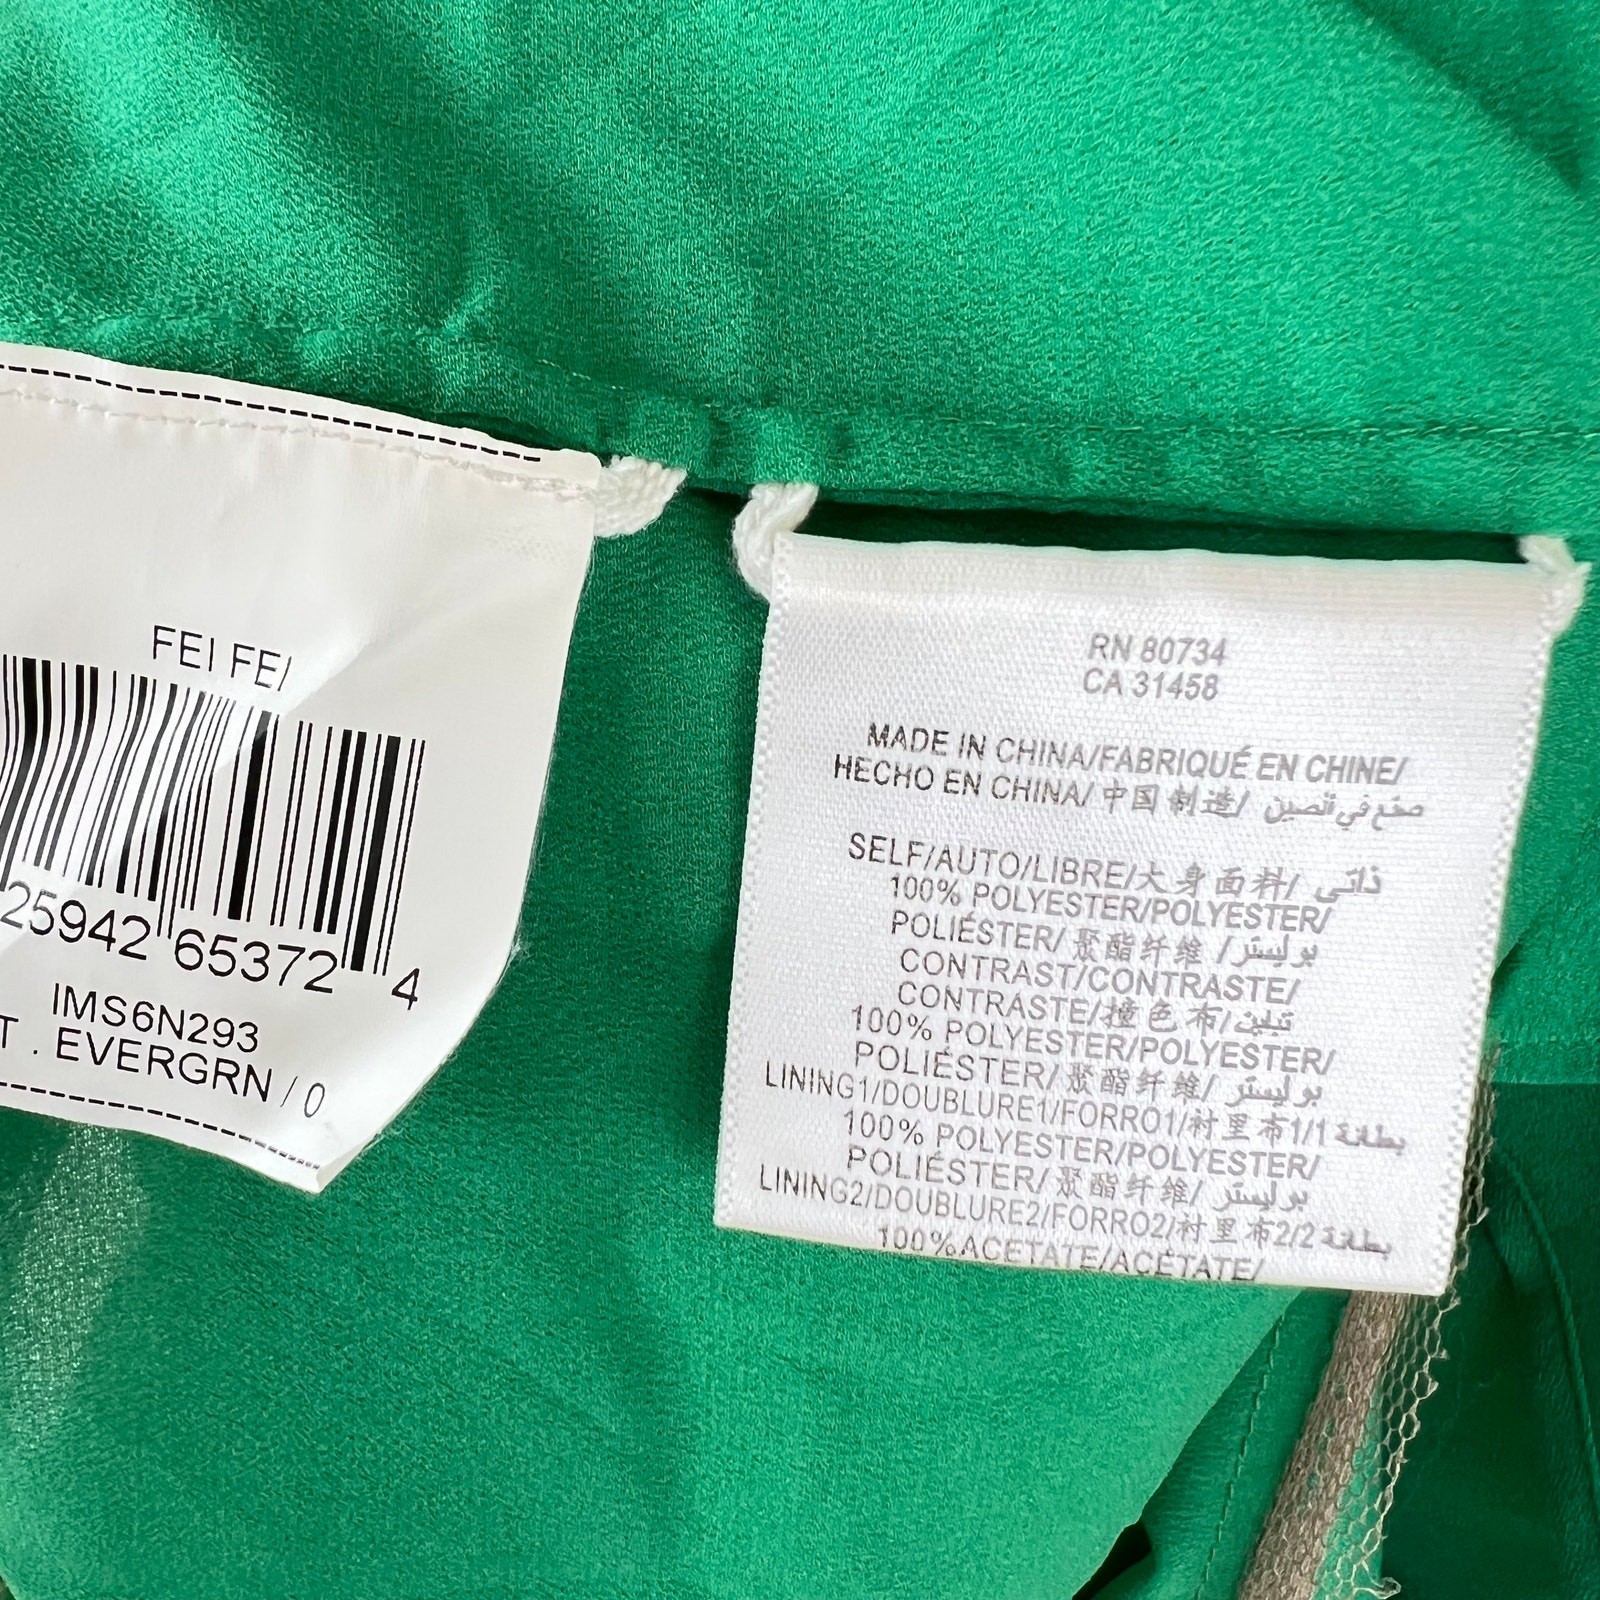 FEI FEI
25942 65372 4
IMS6N293
T . EVERGRN / 0
RN 80734
CA 31458
MADE IN CHINA/FABRIQUÉ EN CHINE/
HECHO EN CHINA/ 中国制造/ صنع في الصين
SELF/AUTO/LIBRE/大身面料/ ذاتي
100% POLYESTER/POLYESTER/
POLIÉSTER/ 聚酯纤维 /بوليستر
CONTRAST/CONTRASTE/
CONTRASTE/撞色布/تباين
100% POLYESTER/POLYESTER/
POLIÉSTER/ 聚酯纤维/ بوليستر
LINING1/DOUBLURE1/FORRO1/衬里布1/1 بطانة
100% POLYESTER/POLYESTER/
POLIÉSTER/ 聚酯纤维/ بوليستر
LINING2/DOUBLURE2/FORRO2/衬里布2/2 بطانة
100% ACETATE/ACÉTATE/